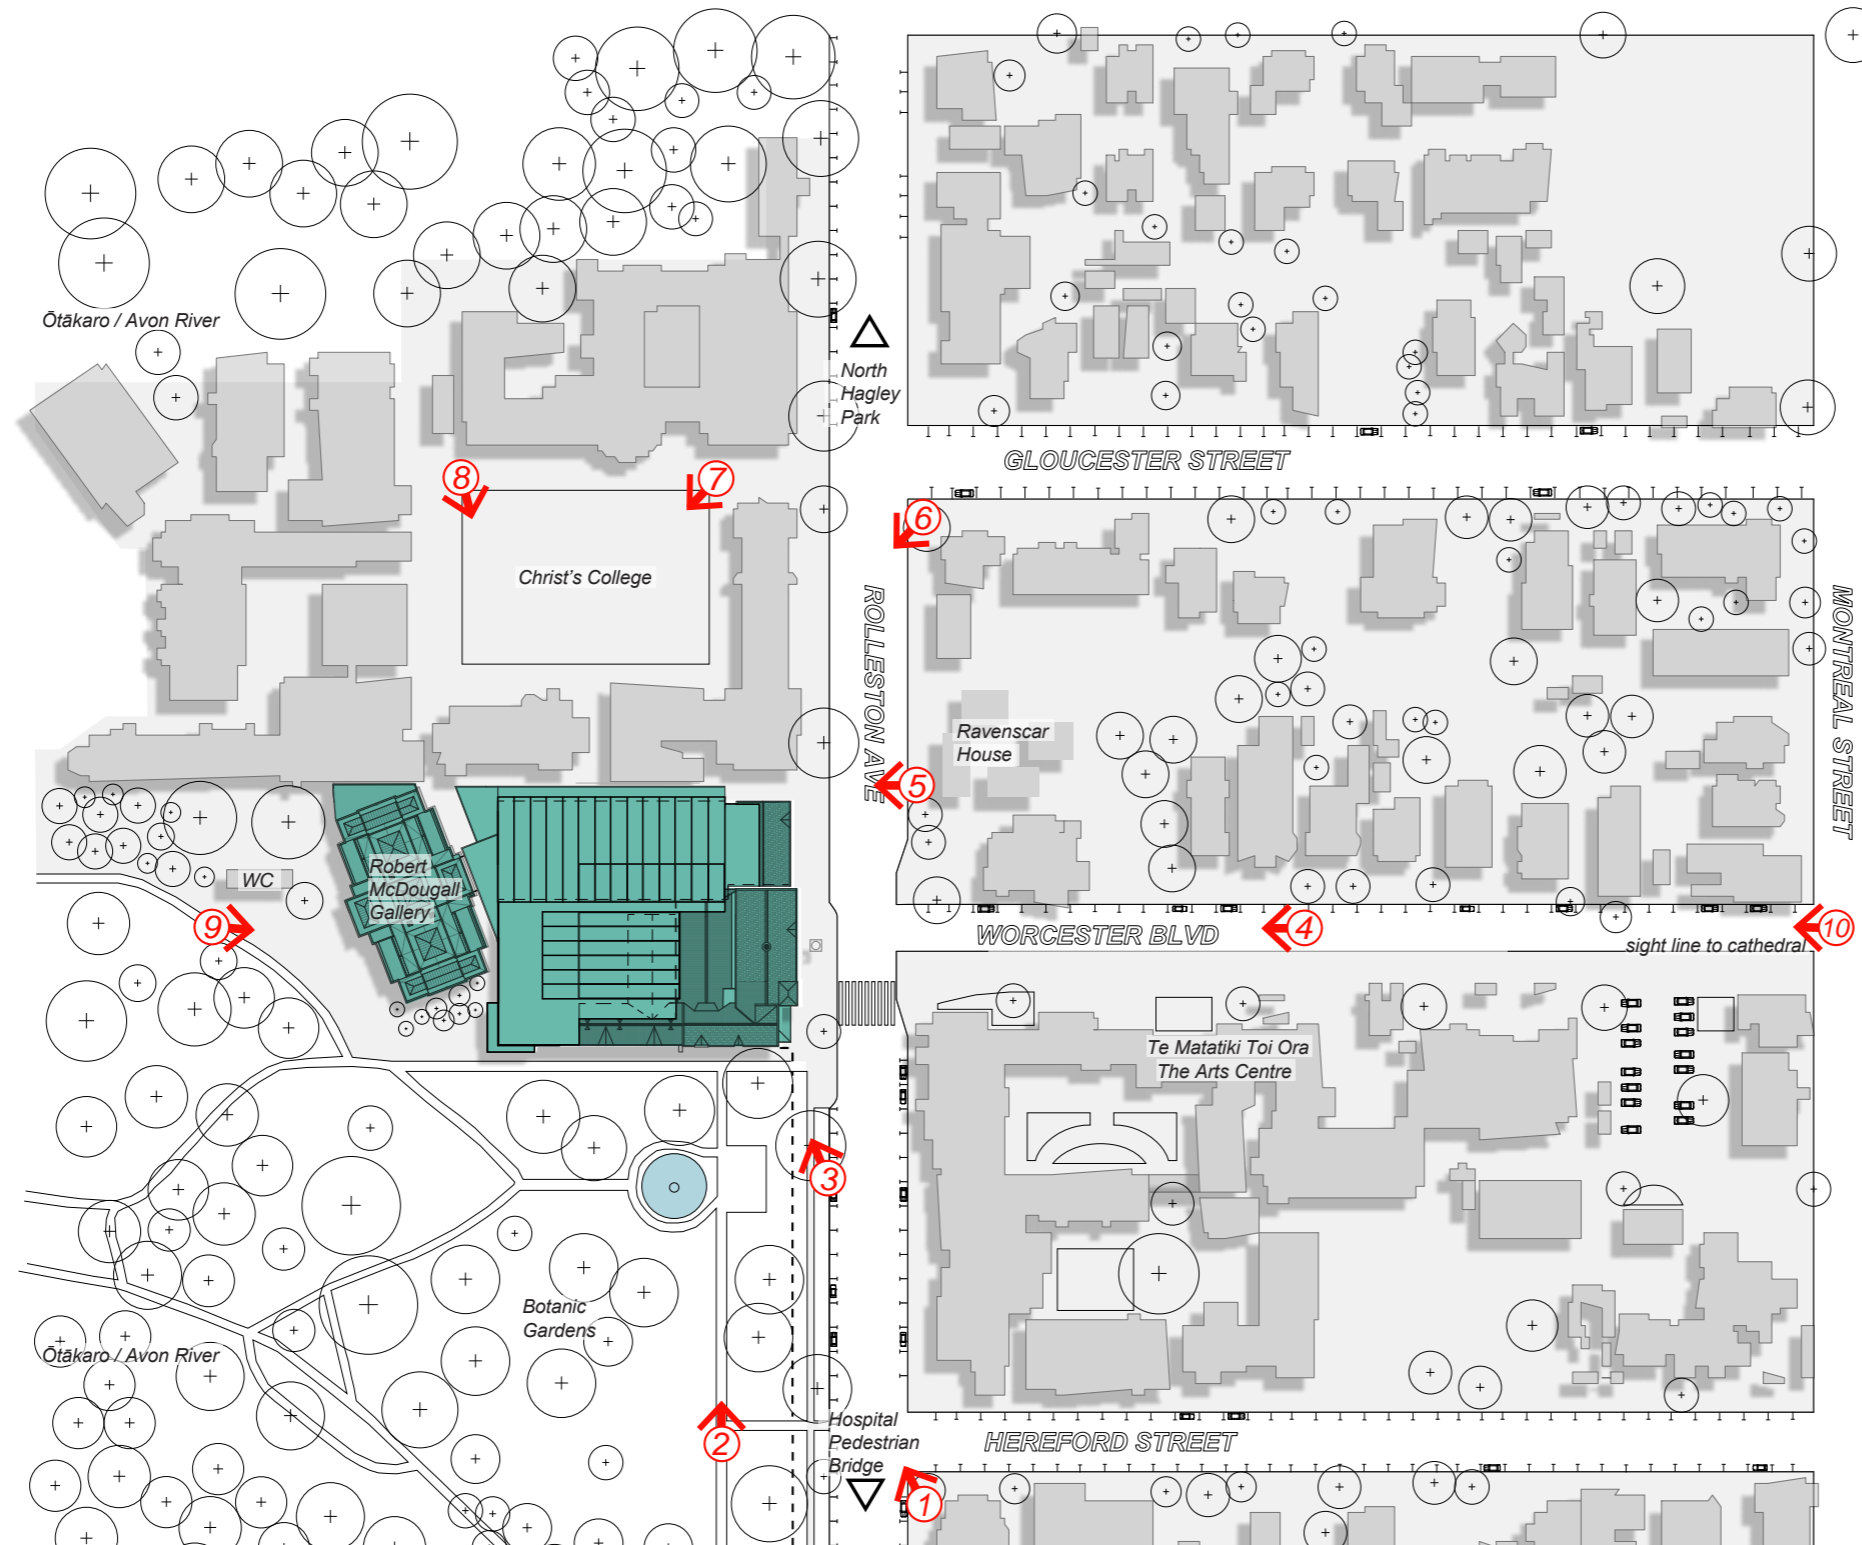 Ōtākaro / Avon River
North
Hagley
Park
GLOUCESTER STREET
8
7
6
Christ's College
ROLLESTON AVE
MONTREAL STREET
Ravenscar
House
5
Robert
McDougall
Gallery
WC
9
WORCESTER BLVD
4
10
sight line to cathedral
Te Matatiki Toi Ora
The Arts Centre
3
Botanic
Gardens
Ōtākaro / Avon River
2
Hospital
Pedestrian
Bridge
HEREFORD STREET
1